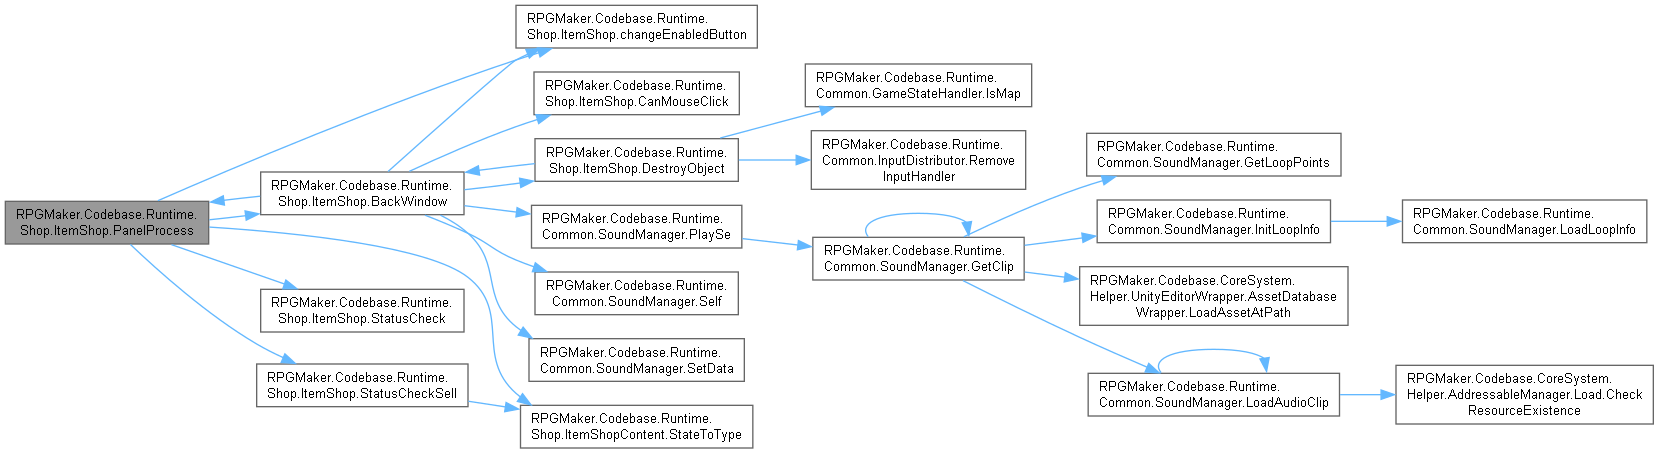 RPGMaker.Codebase.Runtime.
Shop.ItemShop.PanelProcess
RPGMaker.Codebase.Runtime.
Shop.ItemShop.BackWindow
RPGMaker.Codebase.Runtime.
Shop.ItemShop.StatusCheck
RPGMaker.Codebase.Runtime.
Shop.ItemShop.StatusCheckSell
RPGMaker.Codebase.Runtime.
Shop.ItemShop.changeEnabledButton
RPGMaker.Codebase.Runtime.
Shop.ItemShop.CanMouseClick
RPGMaker.Codebase.Runtime.
Shop.ItemShop.DestroyObject
RPGMaker.Codebase.Runtime.
Common.SoundManager.PlaySe
RPGMaker.Codebase.Runtime.
Common.SoundManager.Self
RPGMaker.Codebase.Runtime.
Common.SoundManager.SetData
RPGMaker.Codebase.Runtime.
Shop.ItemShopContent.StateToType
RPGMaker.Codebase.Runtime.
Common.GameStateHandler.IsMap
RPGMaker.Codebase.Runtime.
Common.InputDistributor.Remove
InputHandler
RPGMaker.Codebase.Runtime.
Common.SoundManager.GetClip
RPGMaker.Codebase.Runtime.
Common.SoundManager.GetLoopPoints
RPGMaker.Codebase.Runtime.
Common.SoundManager.InitLoopInfo
RPGMaker.Codebase.CoreSystem.
Helper.UnityEditorWrapper.AssetDatabase
Wrapper.LoadAssetAtPath
RPGMaker.Codebase.Runtime.
Common.SoundManager.LoadAudioClip
RPGMaker.Codebase.Runtime.
Common.SoundManager.LoadLoopInfo
RPGMaker.Codebase.CoreSystem.
Helper.AddressableManager.Load.Check
ResourceExistence